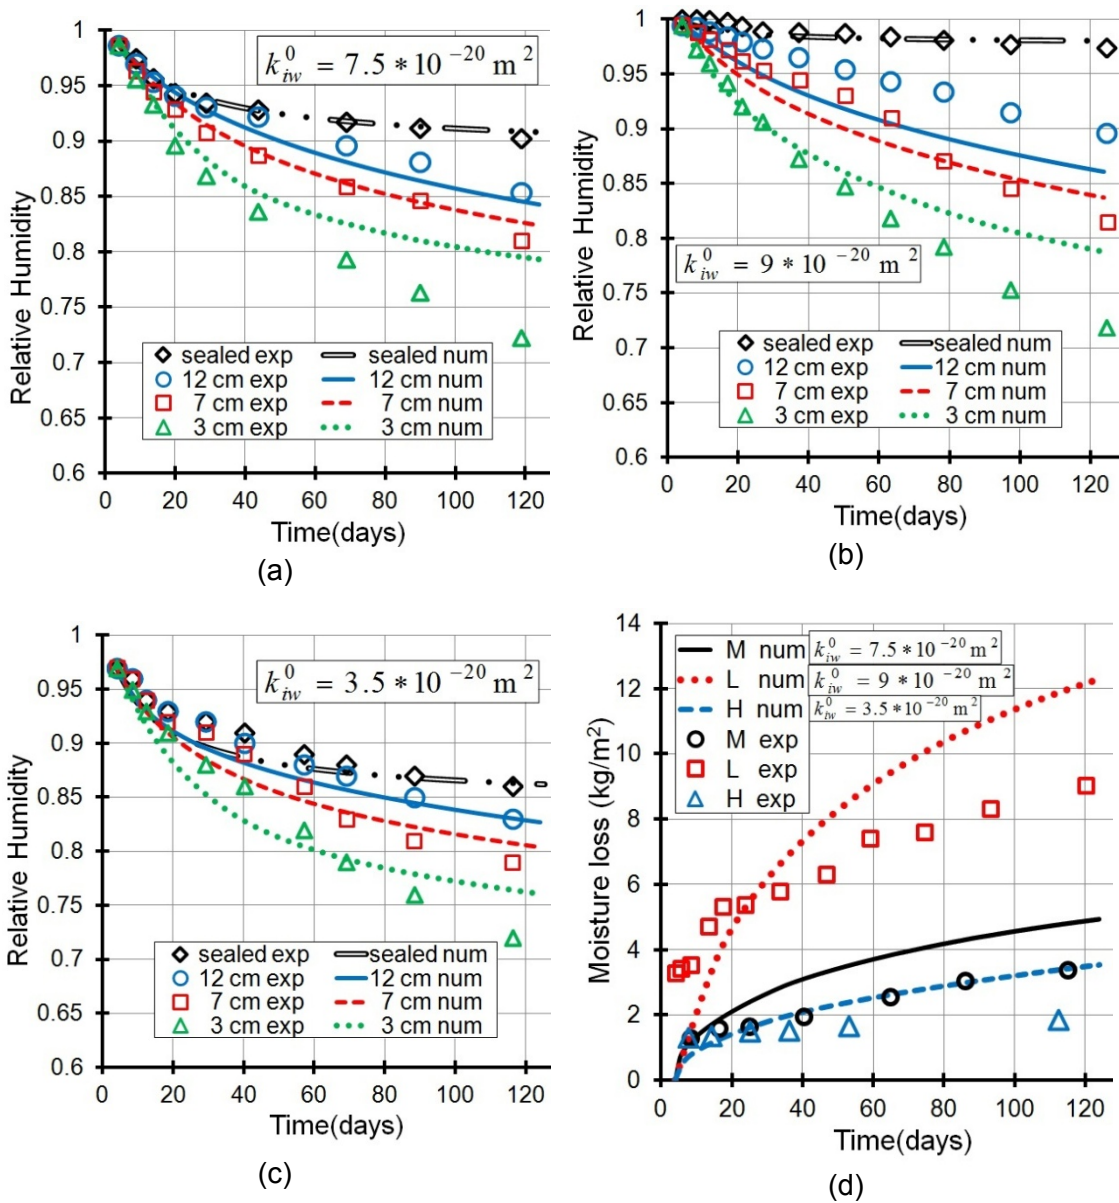 1
0.95
0.9
0.85
0.8
0.75
0.7
0.65
0.6
0 20 40 60 80 100 120
Relative Humidity
Time(days)
k⁰iw = 7.5 * 10⁻²⁰ m²
sealed exp sealed num
12 cm exp 12 cm num
7 cm exp 7 cm num
3 cm exp 3 cm num
(a)
1
0.95
0.9
0.85
0.8
0.75
0.7
0.65
0.6
0 20 40 60 80 100 120
Relative Humidity
Time(days)
k⁰iw = 9 * 10⁻²⁰ m²
sealed exp sealed num
12 cm exp 12 cm num
7 cm exp 7 cm num
3 cm exp 3 cm num
(b)
1
0.95
0.9
0.85
0.8
0.75
0.7
0.65
0.6
0 20 40 60 80 100 120
Relative Humidity
Time(days)
k⁰iw = 3.5 * 10⁻²⁰ m²
sealed exp sealed num
12 cm exp 12 cm num
7 cm exp 7 cm num
3 cm exp 3 cm num
(c)
14
12
10
8
6
4
2
0
0 20 40 60 80 100 120
Moisture loss (kg/m²)
Time(days)
M num k⁰iw = 7.5 * 10⁻²⁰ m²
L num k⁰iw = 9 * 10⁻²⁰ m²
H num k⁰iw = 3.5 * 10⁻²⁰ m²
M exp
L exp
H exp
(d)